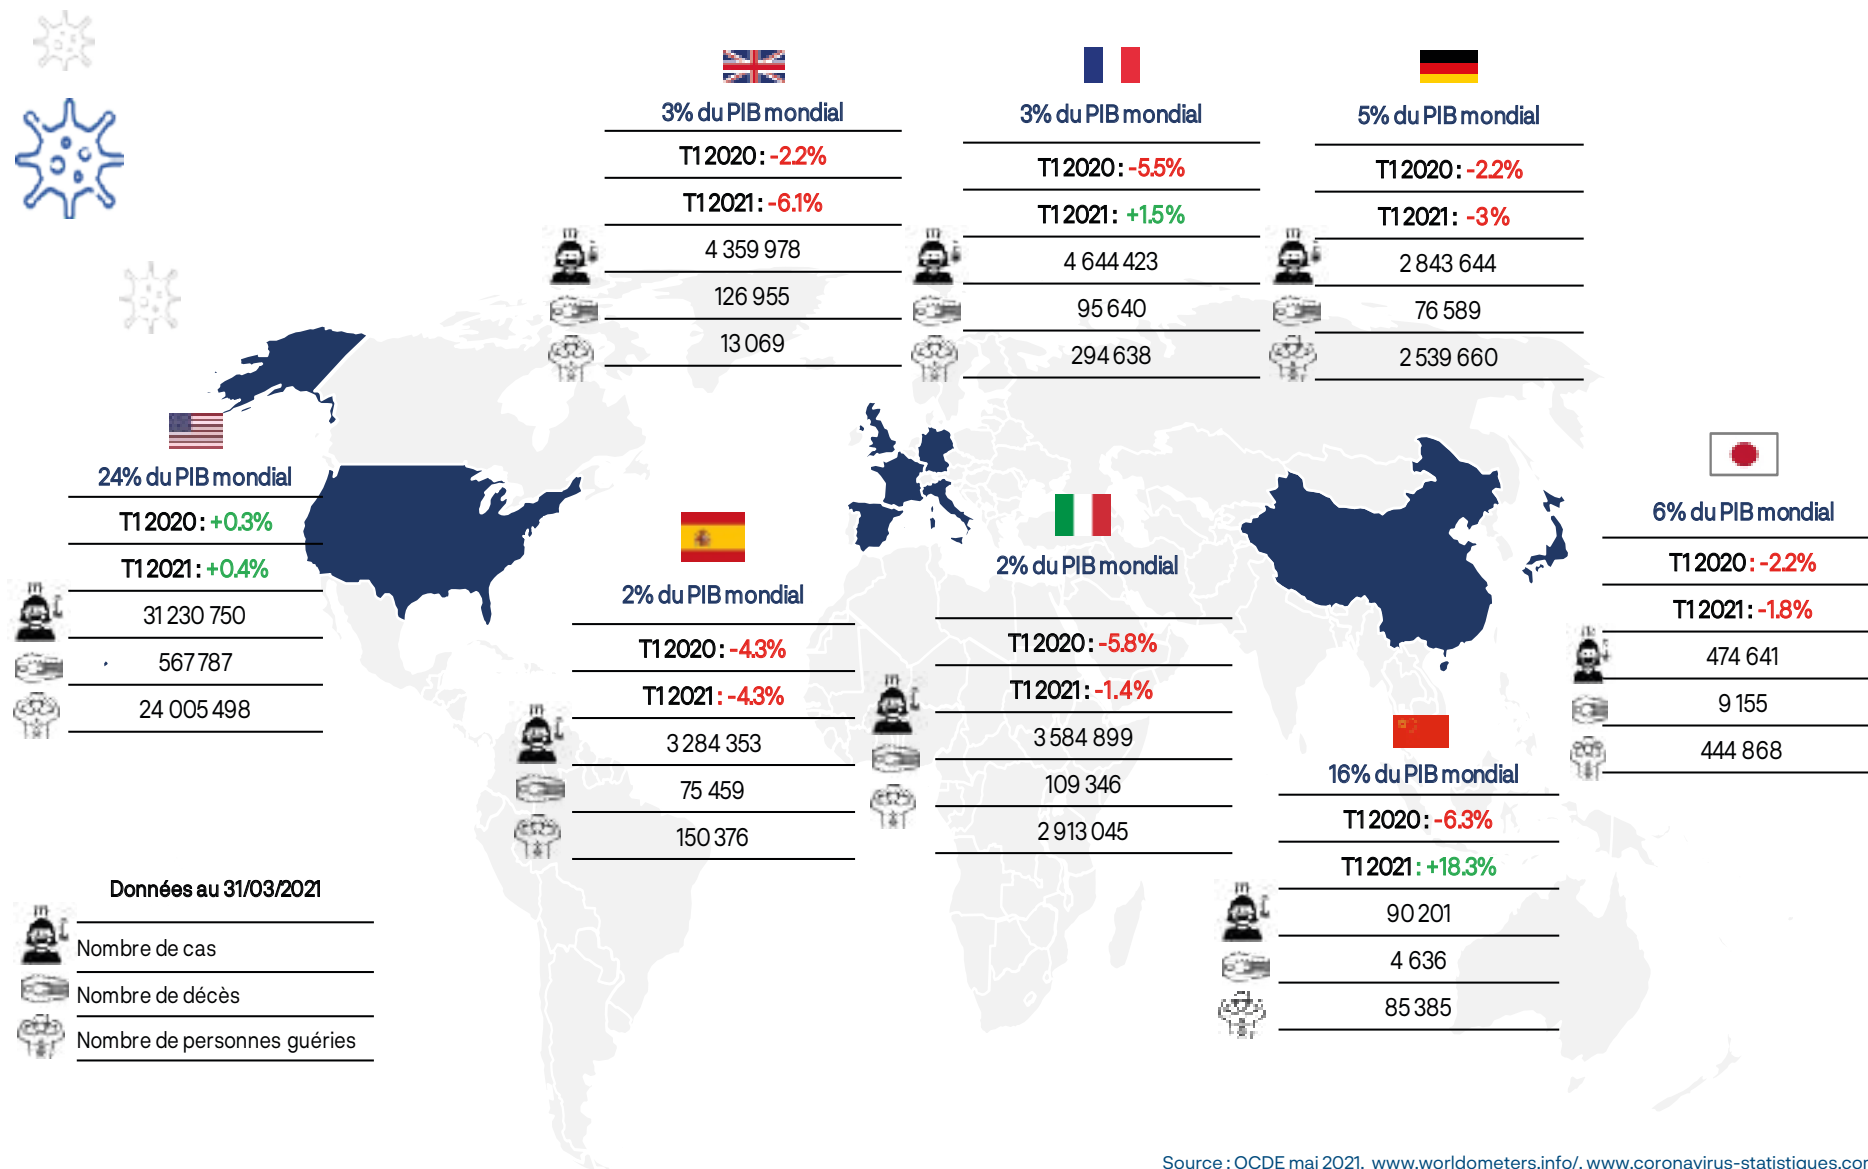 3% du PIB mondial
T1 2020 : -2.2%
T1 2021 : -6.1%
4 359 978
126 955
13 069
3% du PIB mondial
T1 2020 : -5.5%
T1 2021 : +1.5%
4 644 423
95 640
294 638
5% du PIB mondial
T1 2020 : -2.2%
T1 2021 : -3%
2 843 644
76 589
2 539 660
24% du PIB mondial
T1 2020 : +0.3%
T1 2021 : +0.4%
31 230 750
567 787
24 005 498
2% du PIB mondial
T1 2020 : -4.3%
T1 2021 : -4.3%
3 284 353
75 459
150 376
2% du PIB mondial
T1 2020 : -5.8%
T1 2021 : -1.4%
3 584 899
109 346
2 913 045
6% du PIB mondial
T1 2020 : -2.2%
T1 2021 : -1.8%
474 641
9 155
444 868
16% du PIB mondial
T1 2020 : -6.3%
T1 2021 : +18.3%
90 201
4 636
85 385
Données au 31/03/2021
Nombre de cas
Nombre de décès
Nombre de personnes guéries
Source : OCDE mai 2021, www.worldometers.info/, www.coronavirus-statistiques.com